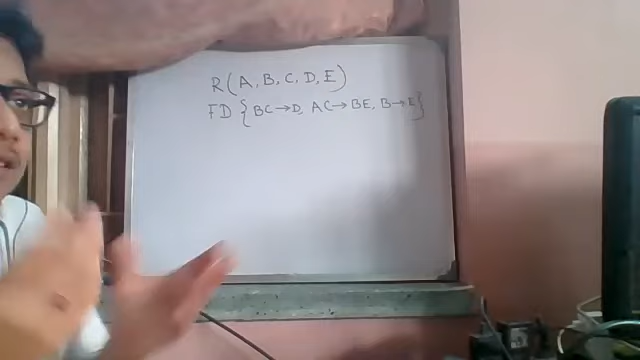 R(A, B, C, D, E)
FD {BC→D, AC→BE, B→E}